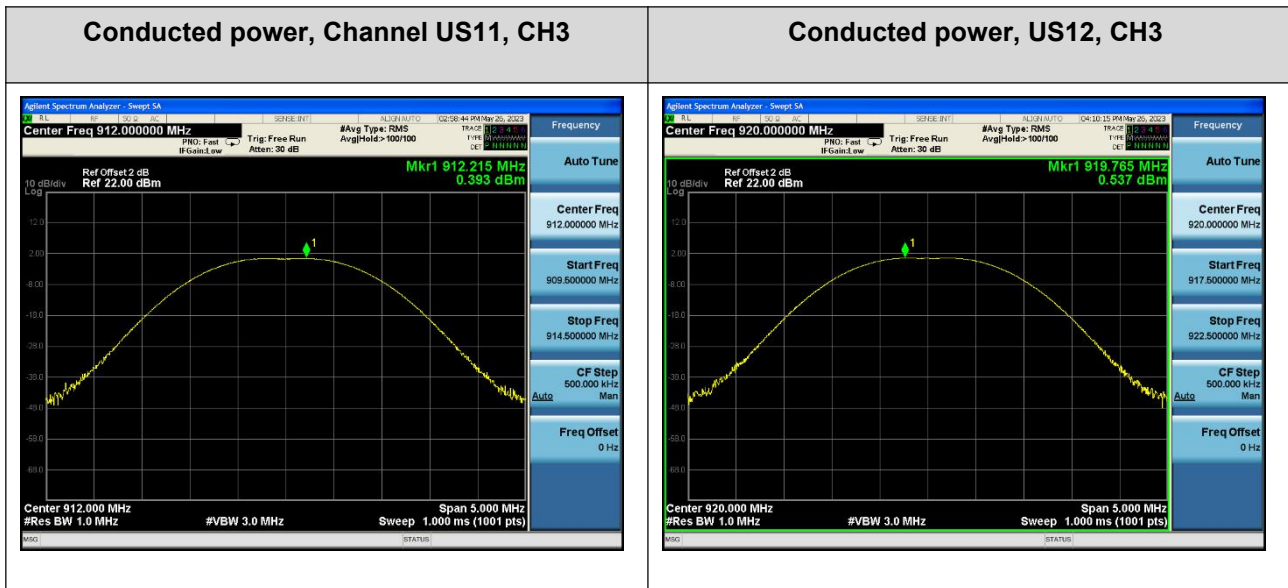 Conducted power, Channel US11, CH3
Conducted power, US12, CH3
Agilent Spectrum Analyzer - Swept SA
RL RF 50 Ω AC SENSE:INT ALIGN AUTO 02:58:44 PM May 26, 2023
Center Freq 912.000000 MHz
PNO: Fast
IFGain:Low
Trig: Free Run
Atten: 30 dB
#Avg Type: RMS
Avg|Hold:>100/100
TRACE 1 2 3 4 5 6
TYPE
DET P N N N N N
Frequency
Mkr1 912.215 MHz
0.393 dBm
Ref Offset 2 dB
Ref 22.00 dBm
10 dB/div
Log
12.0
2.00
-8.00
-18.0
-28.0
-38.0
-48.0
-58.0
-68.0
Auto Tune
Center Freq
912.000000 MHz
Start Freq
909.500000 MHz
Stop Freq
914.500000 MHz
CF Step
500.000 kHz
Auto Man
Freq Offset
0 Hz
Center 912.000 MHz
Span 5.000 MHz
#Res BW 1.0 MHz
#VBW 3.0 MHz
Sweep 1.000 ms (1001 pts)
MSG STATUS
Agilent Spectrum Analyzer - Swept SA
RL RF 50 Ω AC SENSE:INT ALIGN AUTO 04:10:15 PM May 26, 2023
Center Freq 920.000000 MHz
PNO: Fast
IFGain:Low
Trig: Free Run
Atten: 30 dB
#Avg Type: RMS
Avg|Hold:>100/100
TRACE 1 2 3 4 5 6
TYPE
DET P N N N N N
Frequency
Mkr1 919.765 MHz
0.537 dBm
Ref Offset 2 dB
Ref 22.00 dBm
10 dB/div
Log
12.0
2.00
-8.00
-18.0
-28.0
-38.0
-48.0
-58.0
-68.0
Auto Tune
Center Freq
920.000000 MHz
Start Freq
917.500000 MHz
Stop Freq
922.500000 MHz
CF Step
500.000 kHz
Auto Man
Freq Offset
0 Hz
Center 920.000 MHz
Span 5.000 MHz
#Res BW 1.0 MHz
#VBW 3.0 MHz
Sweep 1.000 ms (1001 pts)
MSG STATUS